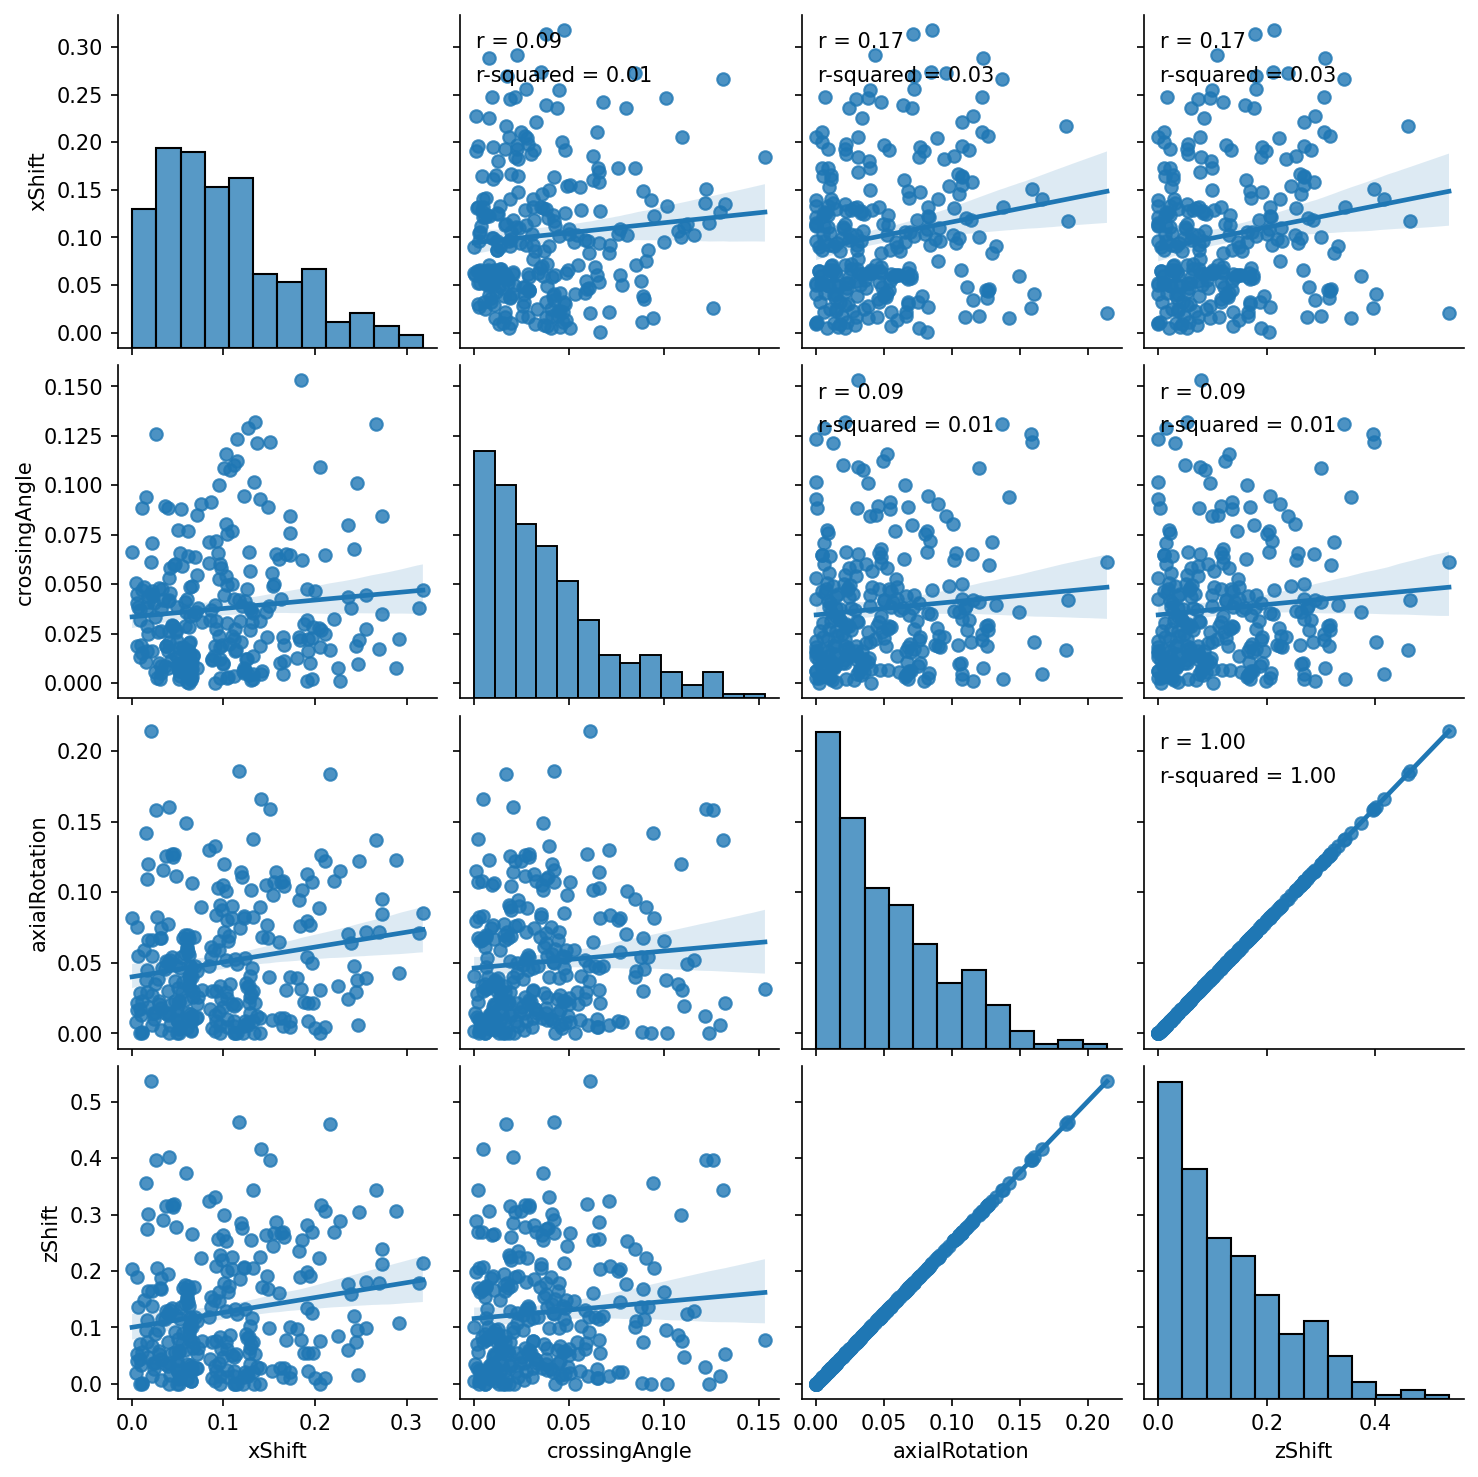 0.30
0.25
0.20
0.15
0.10
0.05
0.00
xShift
r = 0.09
r-squared = 0.01
r = 0.17
r-squared = 0.03
r = 0.17
r-squared = 0.03
0.150
0.125
0.100
0.075
0.050
0.025
0.000
crossingAngle
r = 0.09
r-squared = 0.01
r = 0.09
r-squared = 0.01
0.20
0.15
0.10
0.05
0.00
axialRotation
r = 1.00
r-squared = 1.00
0.5
0.4
0.3
0.2
0.1
0.0
zShift
0.0 0.1 0.2 0.3
xShift
0.00 0.05 0.10 0.15
crossingAngle
0.00 0.05 0.10 0.15 0.20
axialRotation
0.0 0.2 0.4
zShift